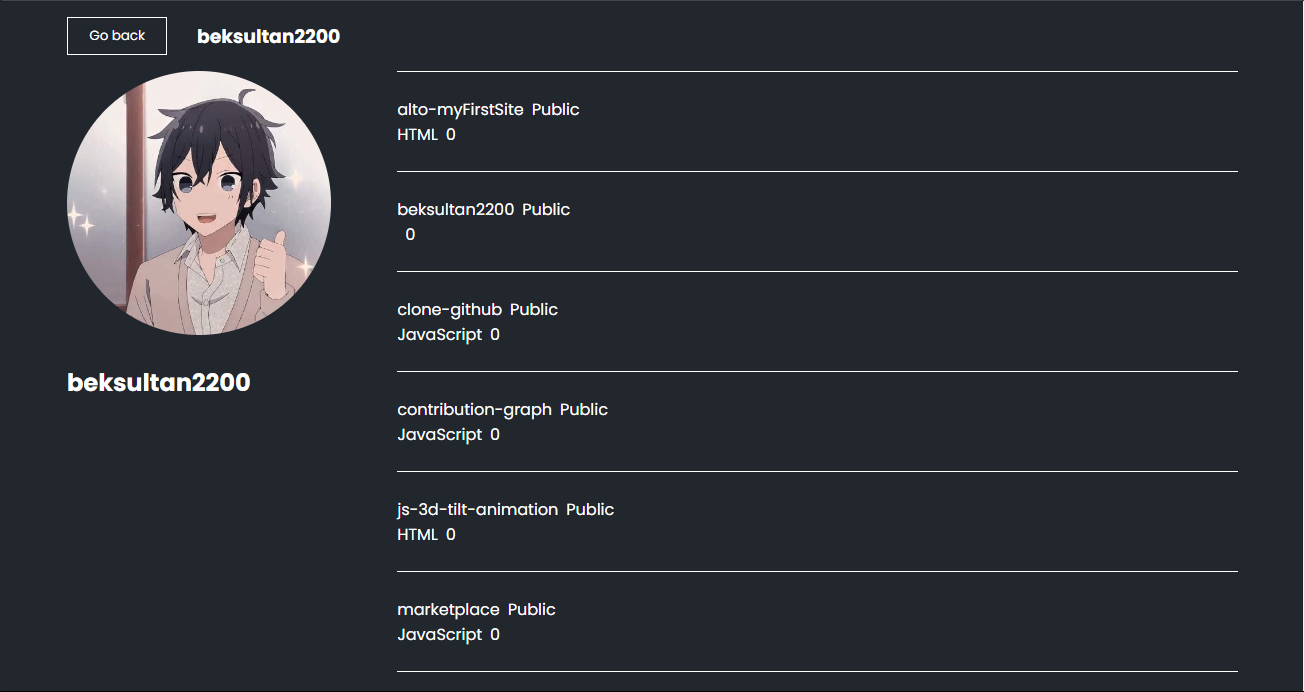 Go back
beksultan2200
beksultan2200
alto-myFirstSite Public
HTML 0
beksultan2200 Public
0
clone-github Public
JavaScript 0
contribution-graph Public
JavaScript 0
js-3d-tilt-animation Public
HTML 0
marketplace Public
JavaScript 0